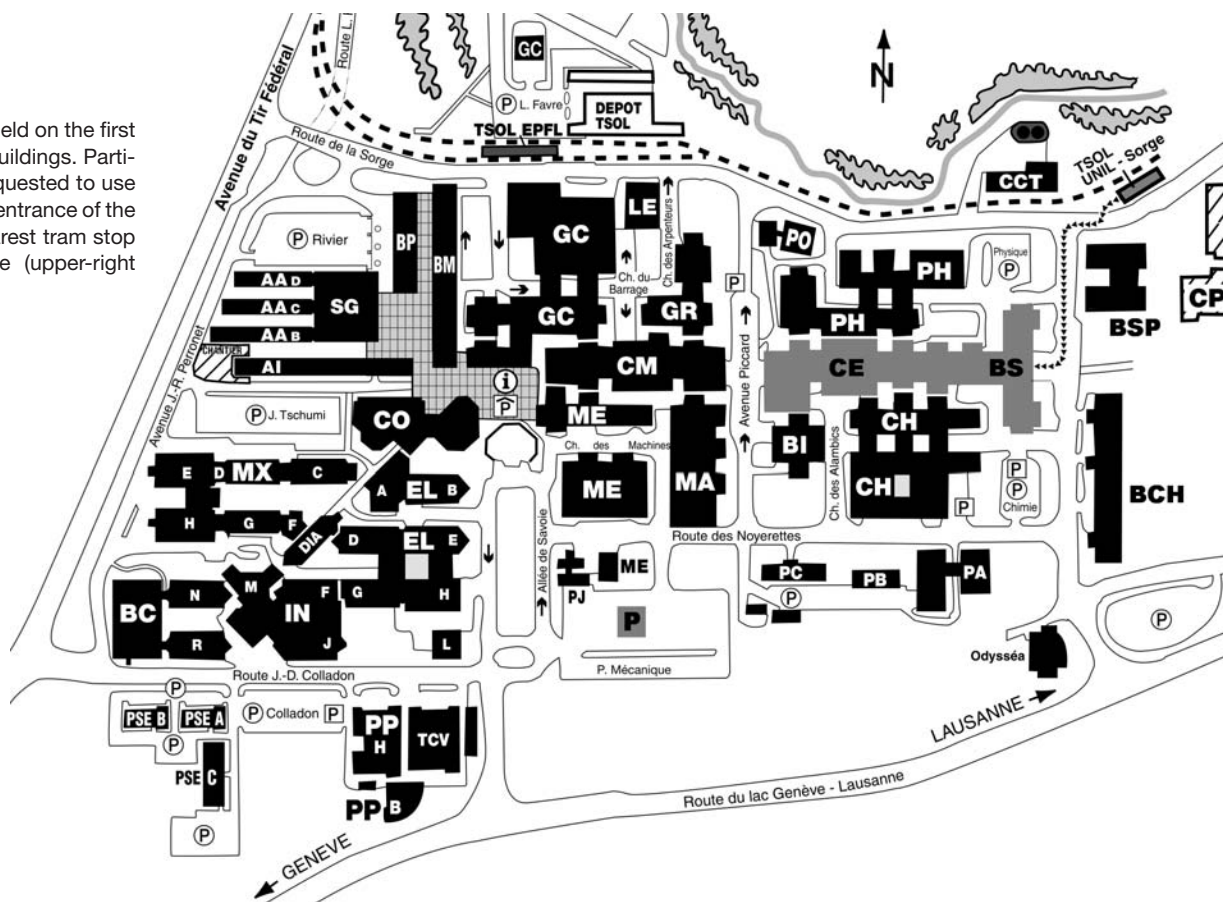 eld on the first
uildings. Parti-
quested to use
entrance of the
arest tram stop
e (upper-right
Avenue du Tir Fédéral
Route L.
GC
P L. Favre
DEPOT
TSOL
N
TSOL EPFL
Route de la Sorge
TSOL
UNIL - Sorge
CCT
P Rivier
BP
BM
GC
LE
Ch. des Arpenteurs
PO
PH
Physique
P
CP
AA D
AA C
AA B
SG
Ch. du
Barrage
P
GC
GR
PH
BSP
CHANTIER
AI
CM
CE
BS
Avenue J.-R. Perronet
i
P
Avenue Piccard
P J. Tschumi
CO
ME
CH
BI
Ch. des Machines
E D MX C
A EL B
ME
MA
Ch. des Alambics
CH
P
P
Chimie
P
BCH
H G F
DIA
D EL E
Route des Noyerettes
Allée de Savoie
PJ
ME
PC
PB
PA
P
BC
N
M
IN
F G
H
R
J
L
P
P
Odysséa
Route J.-D. Colladon
P. Mécanique
P
PSE B
PSE A
P Colladon P
P
PP
H
TCV
LAUSANNE
PSE C
PP B
Route du lac Genève - Lausanne
P
GENEVE